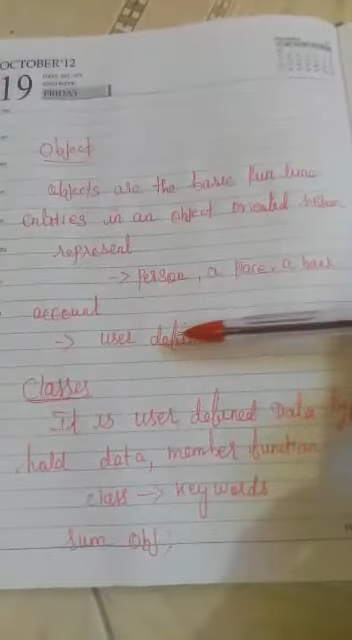 OCTOBER'12
19
FRIDAY
Object
objects are the basic Run time
Entities in an object oriented
represent
-> Person, a place, a bank
account
-> user
Classes
It is user defined Data
hold data, member function
class -> keywords
sum obj;